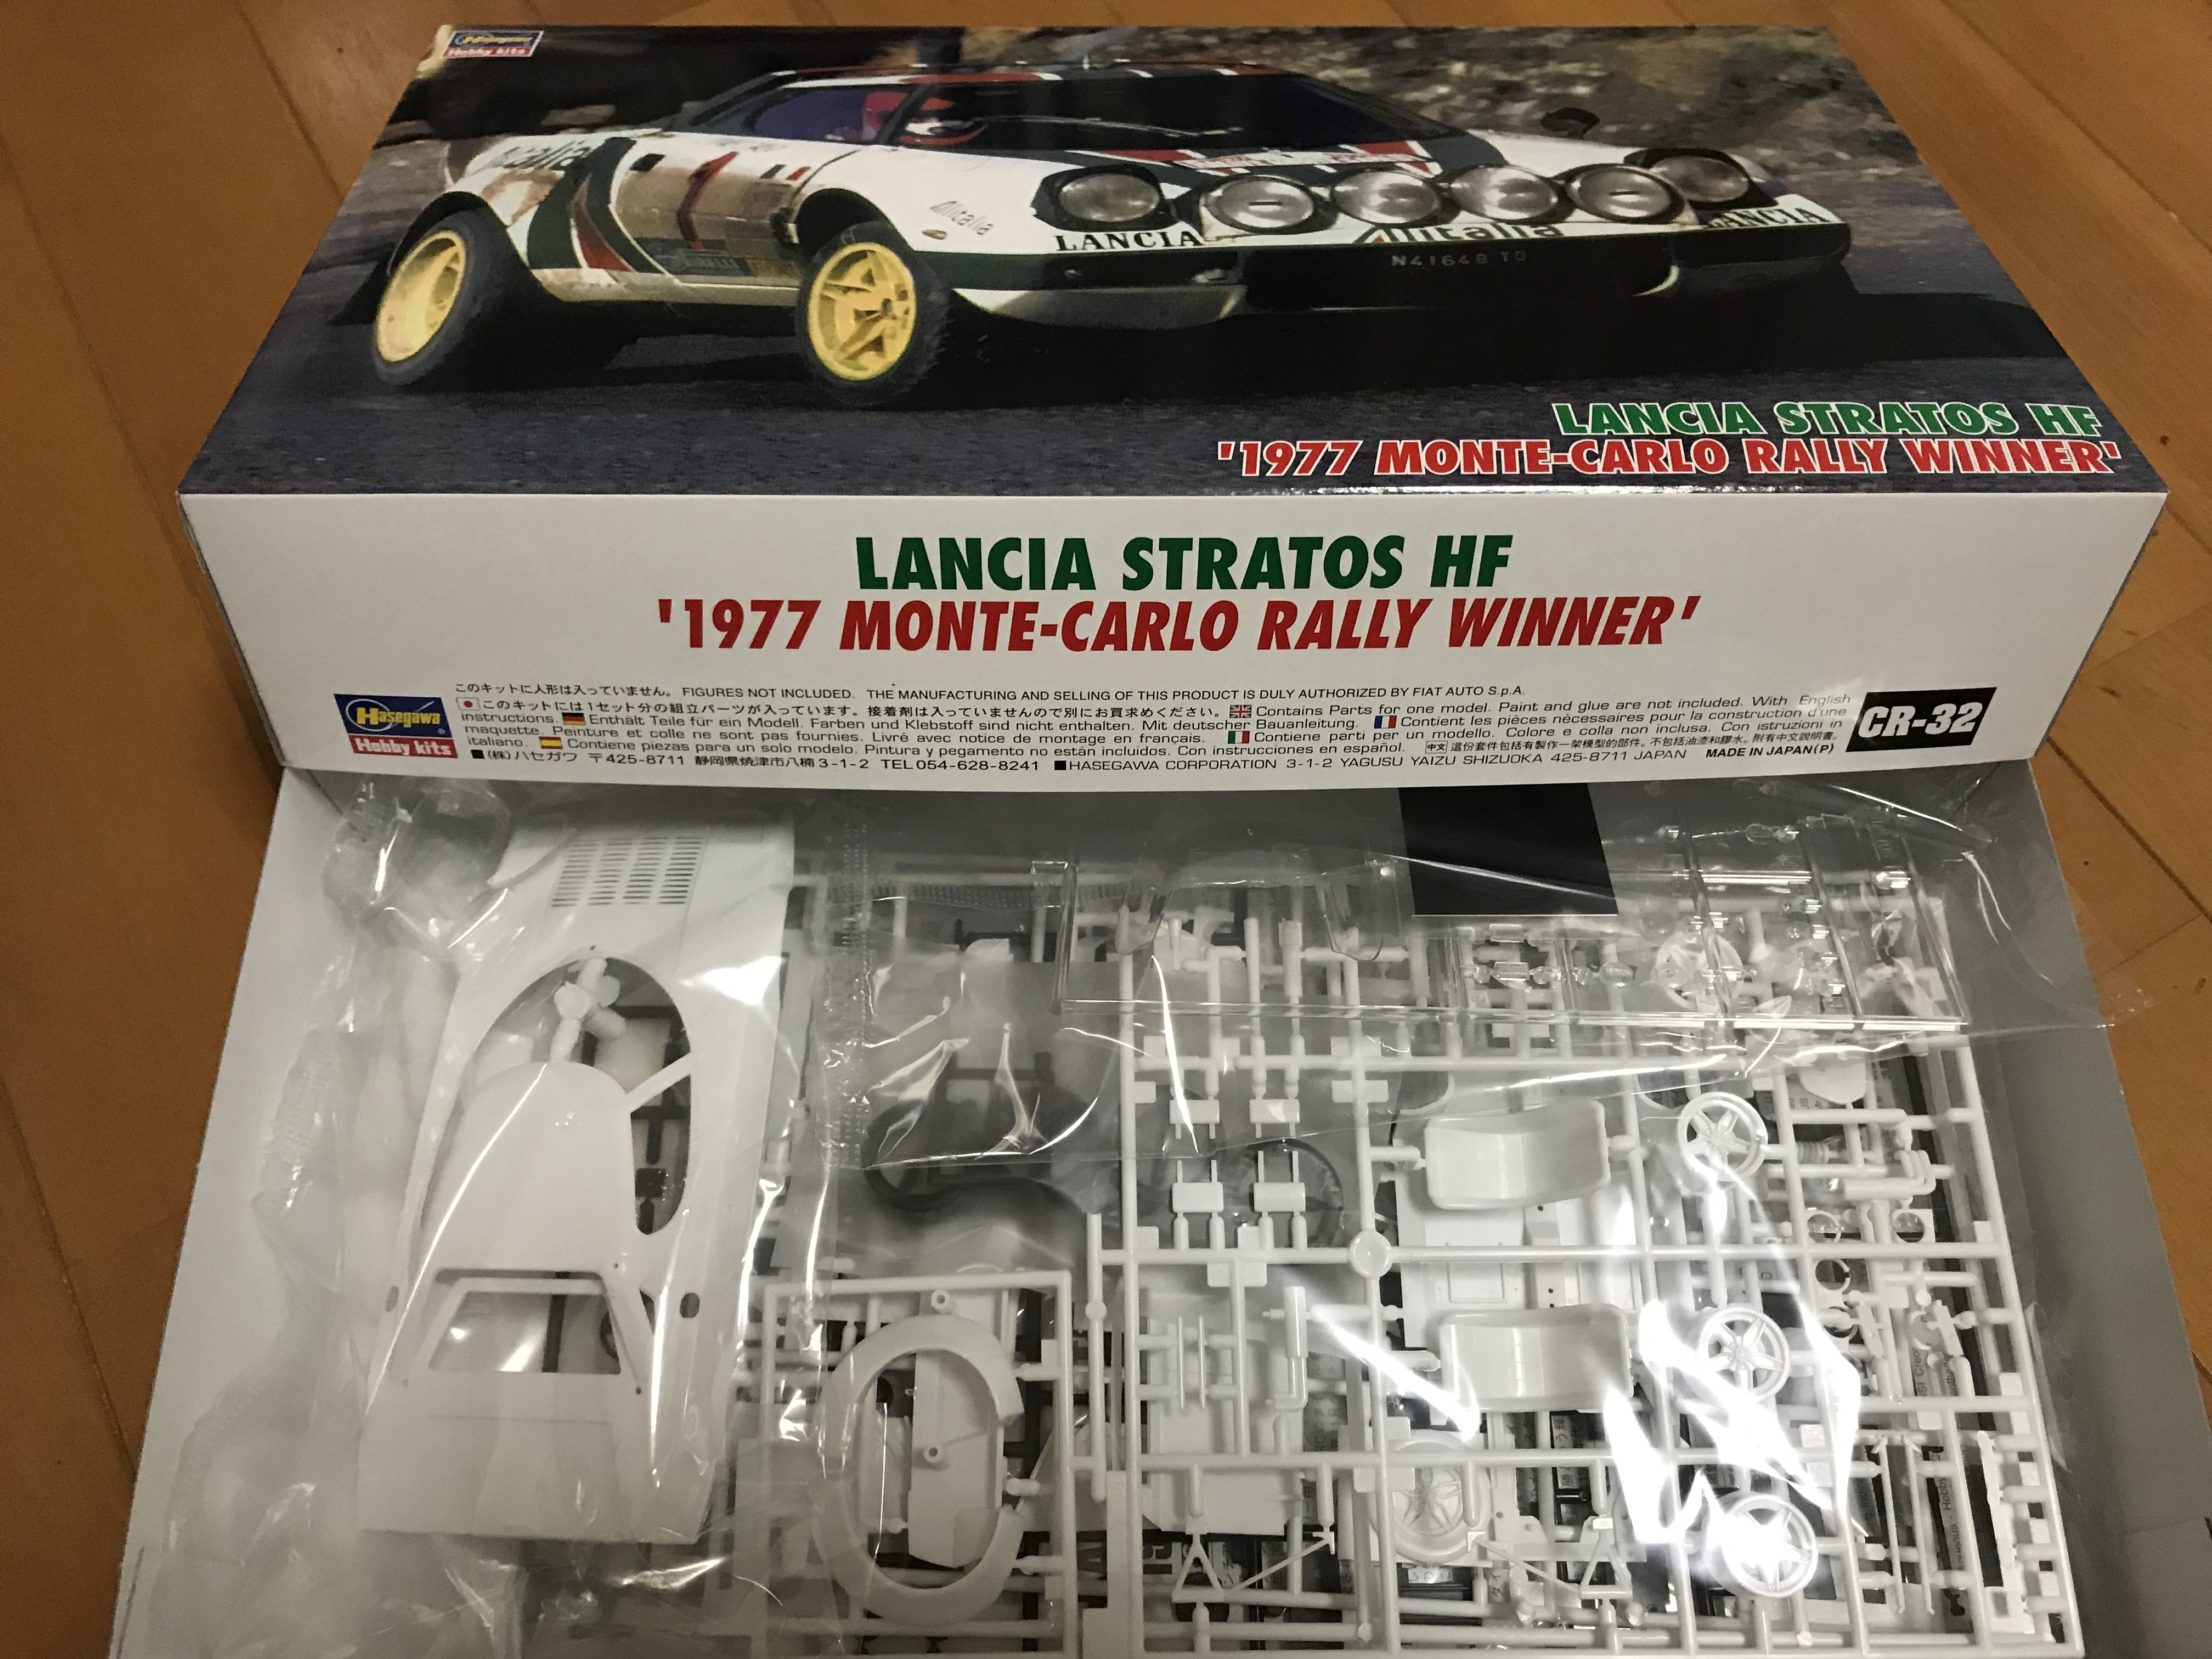 Hasegawa
Hobby kits
Alitalia
1
Alitalia
LANCIA
Alitalia
LANCIA
N41648 TO
LANCIA STRATOS HF
'1977 MONTE-CARLO RALLY WINNER'
LANCIA STRATOS HF
'1977 MONTE-CARLO RALLY WINNER'
Hasegawa
Hobby kits
このキットに人形は入っていません。 FIGURES NOT INCLUDED. THE MANUFACTURING AND SELLING OF THIS PRODUCT IS DULY AUTHORIZED BY FIAT AUTO S.p.A.
このキットには1セット分の組立パーツが入っています。接着剤は入っていませんので別にお買求めください。 Contains Parts for one model. Paint and glue are not included. With English
instructions. Enthält Teile für ein Modell. Farben und Klebstoff sind nicht enthalten. Mit deutscher Bauanleitung. Contient les pièces nécessaires pour la construction d'une
maquette. Peinture et colle ne sont pas fournies. Livré avec notice de montage en français. Contiene parti per un modello. Colore e colla non inclusa. Con istruzioni in
italiano. Contiene piezas para un solo modelo. Pintura y pegamento no están incluidos. Con instrucciones en español. 中文 這份套件包括有製作一架模型的部件。不包括油漆和膠水。附有中文說明書。
■(株)ハセガワ 〒425-8711 静岡県焼津市八楠3-1-2 TEL 054-628-8241 ■HASEGAWA CORPORATION 3-1-2 YAGUSU YAIZU SHIZUOKA 425-8711 JAPAN MADE IN JAPAN(P)
CR-32